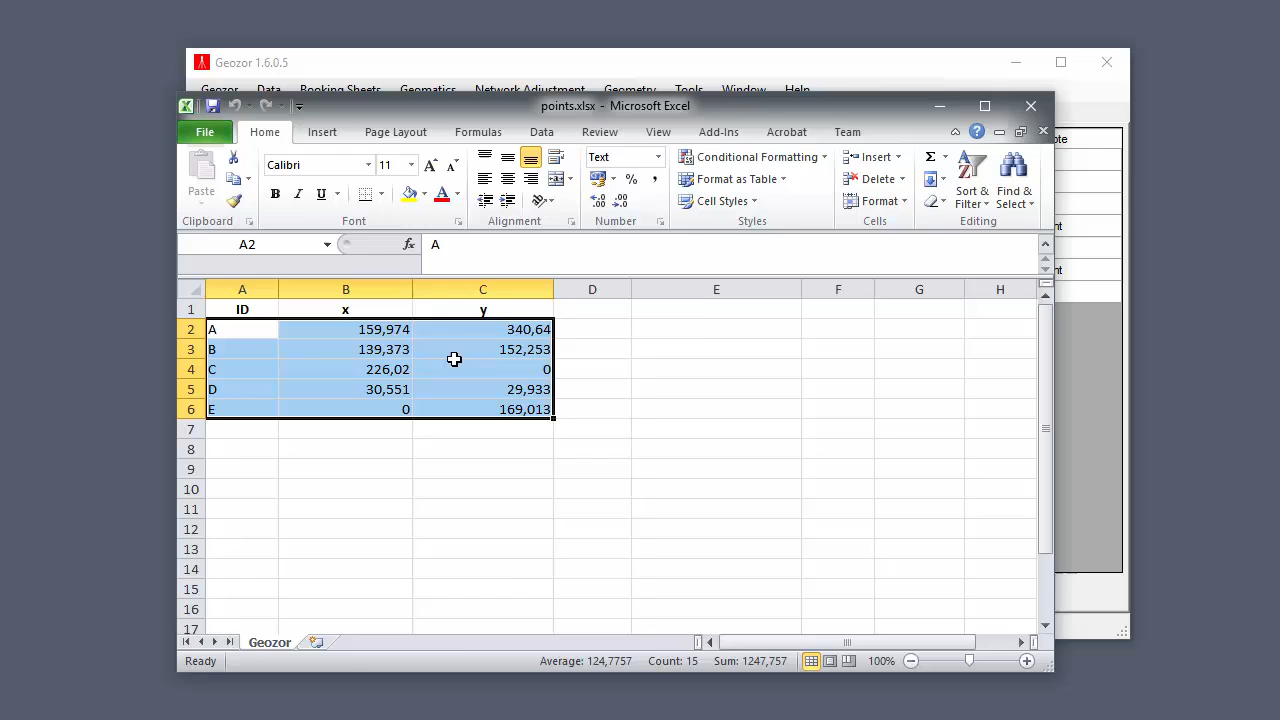 Geozor 1.6.0.5
Geozor Data Booking Sheets Geomatics Network Adjustment Geometry Tools Window Help
points.xlsx - Microsoft Excel
File Home Insert Page Layout Formulas Data Review View Add-Ins Acrobat Team
Paste
Clipboard
Calibri 11
B I U A
Font
Alignment
Text
%
Number
Conditional Formatting
Format as Table
Cell Styles
Styles
Insert
Delete
Format
Cells
Sort & Filter
Find & Select
Editing
A2 fx A
A B C D E F G H
1 ID x y
2 A 159,974 340,64
3 B 139,373 152,253
4 C 226,02 0
5 D 30,551 29,933
6 E 0 169,013
7
8
9
10
11
12
13
14
15
16
17
Geozor
Ready Average: 124,7757 Count: 15 Sum: 1247,757 100%